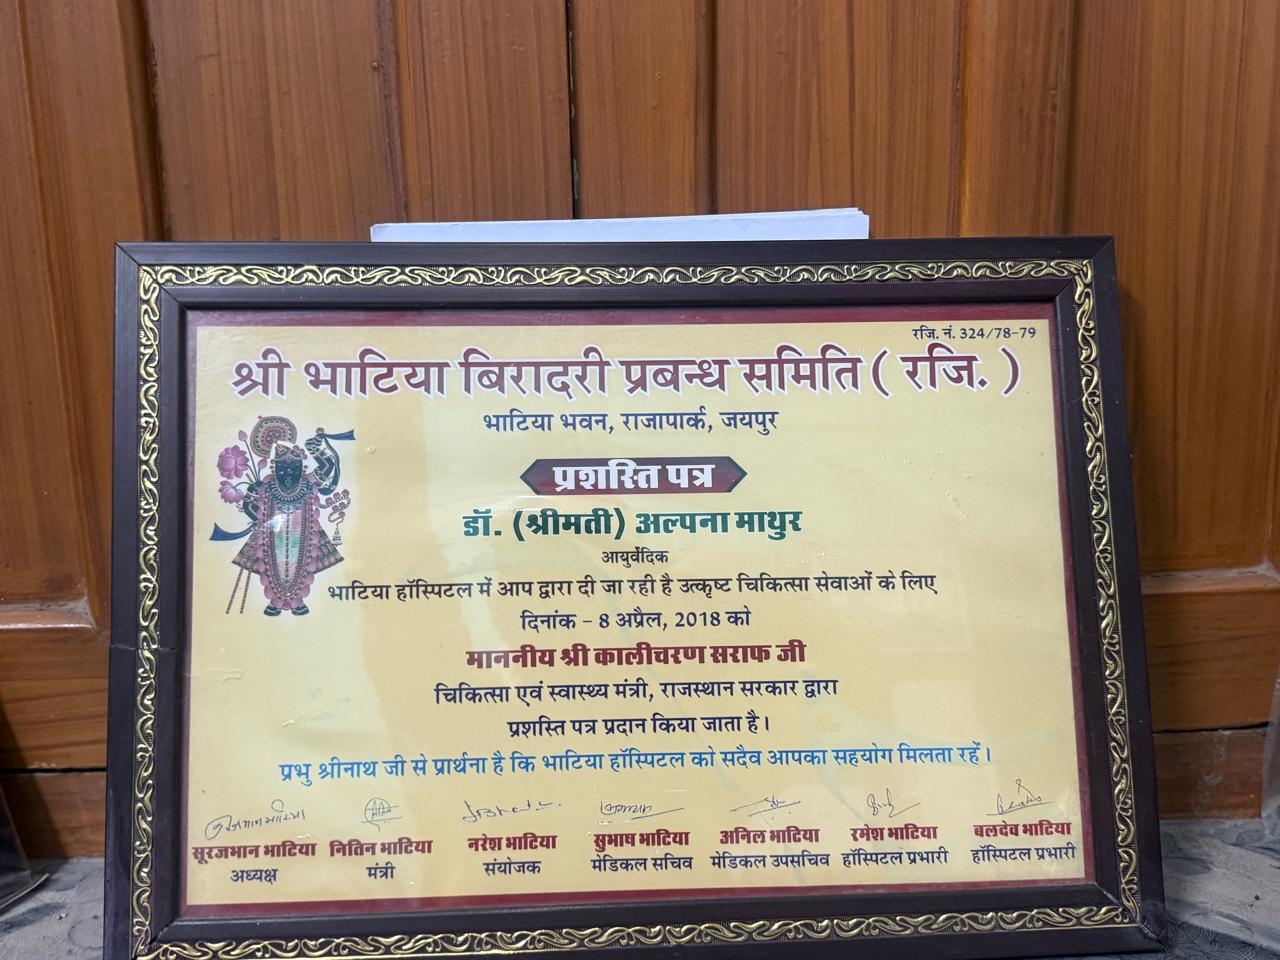 रजि. नं. 324/78-79
श्री भाटिया बिरादरी प्रबन्ध समिति ( रजि. )
भाटिया भवन, राजापार्क, जयपुर
प्रशस्ति पत्र
डॉ. (श्रीमती) अल्पना माथुर
आयुर्वेदिक
भाटिया हॉस्पिटल में आप द्वारा दी जा रही है उत्कृष्ट चिकित्सा सेवाओं के लिए
दिनांक - 8 अप्रैल, 2018 को
माननीय श्री कालीचरण सराफ जी
चिकित्सा एवं स्वास्थ्य मंत्री, राजस्थान सरकार द्वारा
प्रशस्ति पत्र प्रदान किया जाता है।
प्रभु श्रीनाथ जी से प्रार्थना है कि भाटिया हॉस्पिटल को सदैव आपका सहयोग मिलता रहें।
सूरजभान भाटिया नितिन भाटिया नरेश भाटिया सुभाष भाटिया अनिल भाटिया रमेश भाटिया बलदेव भाटिया
अध्यक्ष मंत्री संयोजक मेडिकल सचिव मेडिकल उपसचिव हॉस्पिटल प्रभारी हॉस्पिटल प्रभारी